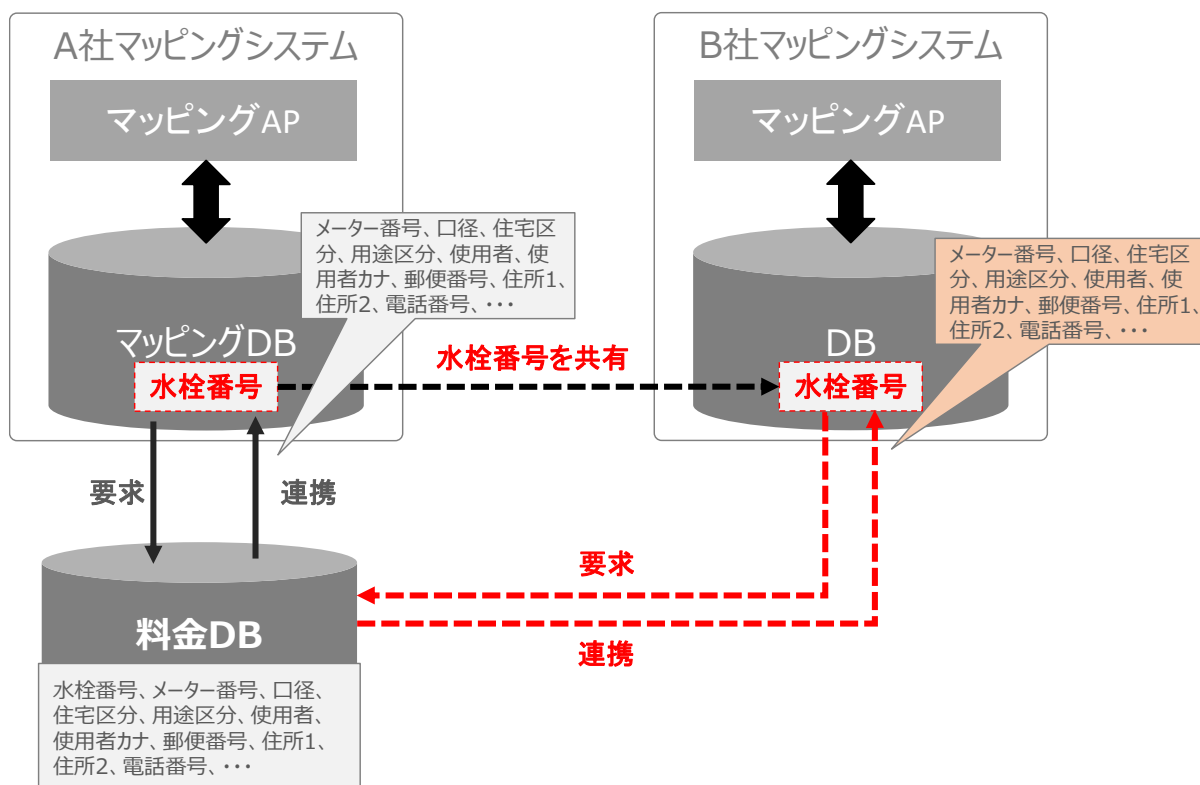 A社マッピングシステム
マッピングAP
メーター番号、口径、住宅区
分、用途区分、使用者、使
用者カナ、郵便番号、住所1、
住所2、電話番号、・・・
マッピングDB
水栓番号
水栓番号を共有
B社マッピングシステム
マッピングAP
メーター番号、口径、住宅区
分、用途区分、使用者、使
用者カナ、郵便番号、住所1、
住所2、電話番号、・・・
DB
水栓番号
要求
連携
要求
連携
料金DB
水栓番号、メーター番号、口径、
住宅区分、用途区分、使用者、
使用者カナ、郵便番号、住所1、
住所2、電話番号、・・・